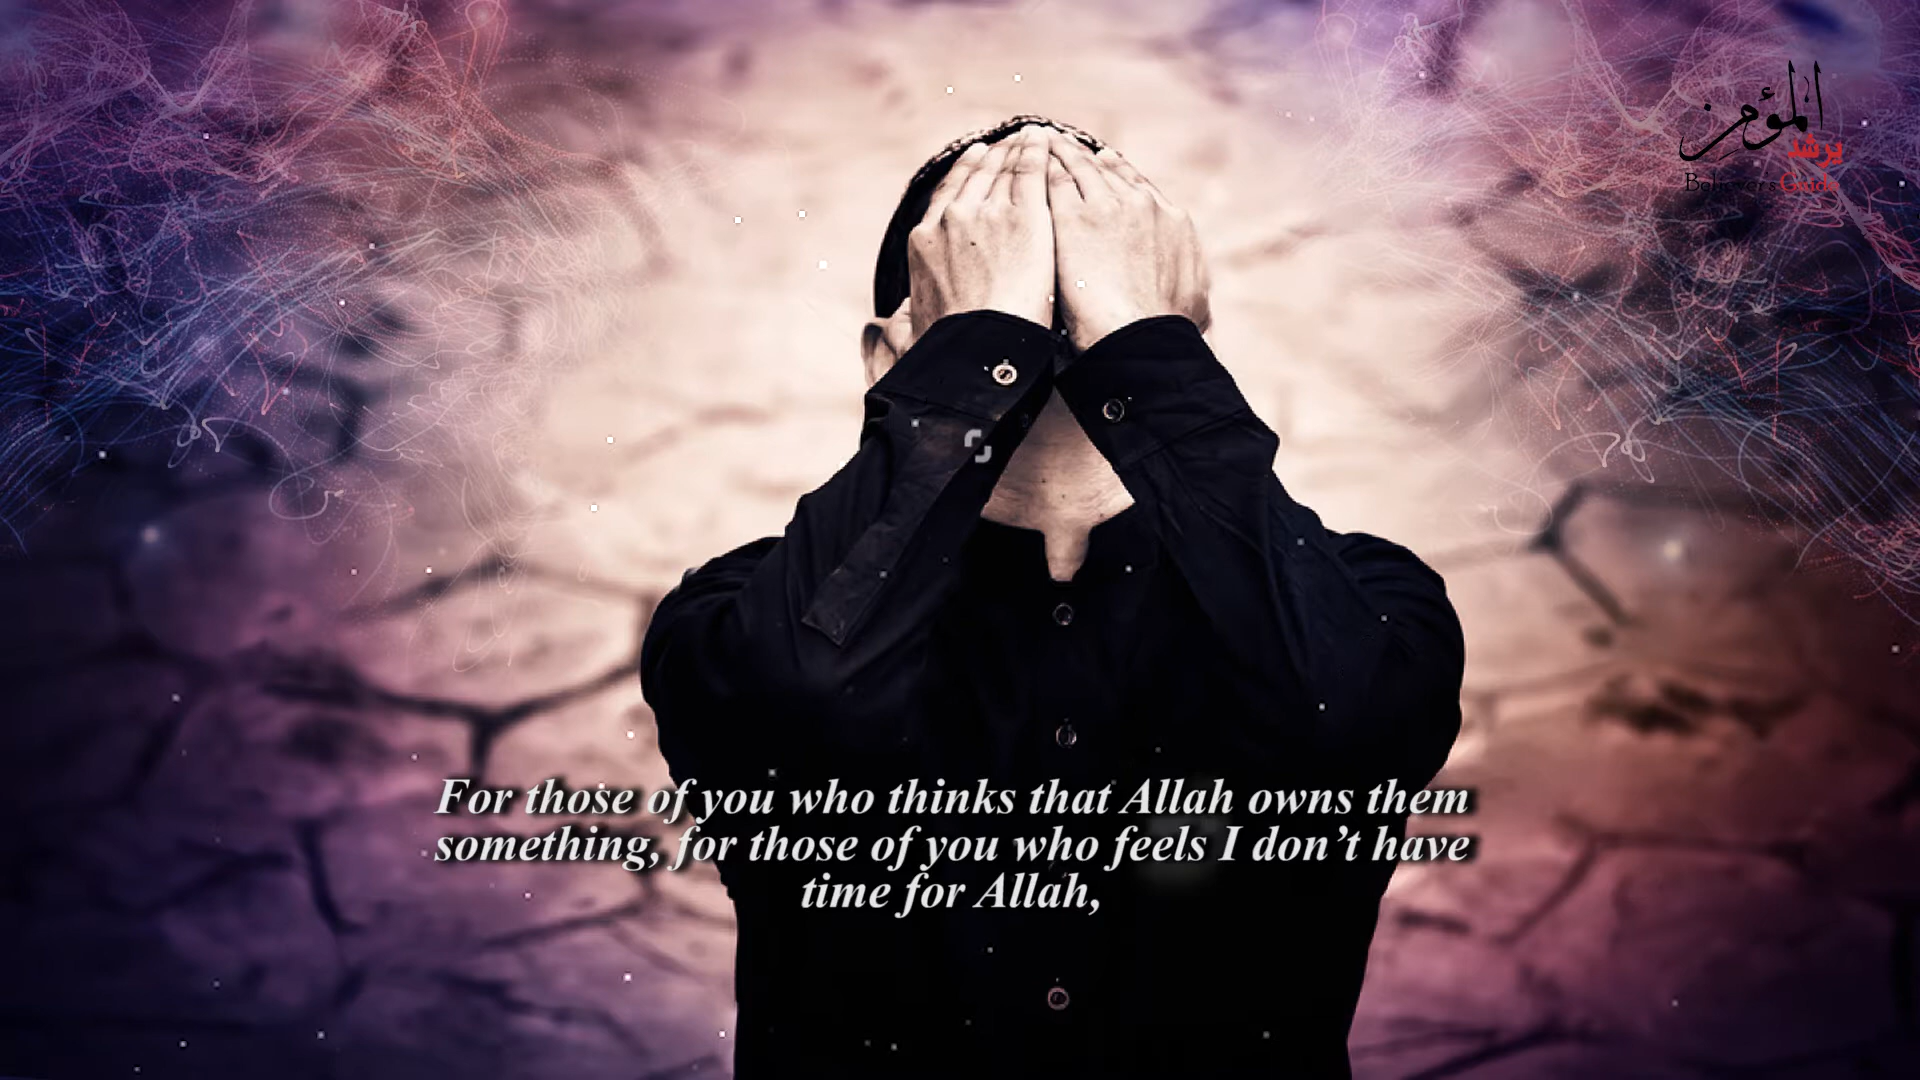 المؤمن
يرشد
Believer's Guide
For those of you who thinks that Allah owns them
something, for those of you who feels I don't have
time for Allah,